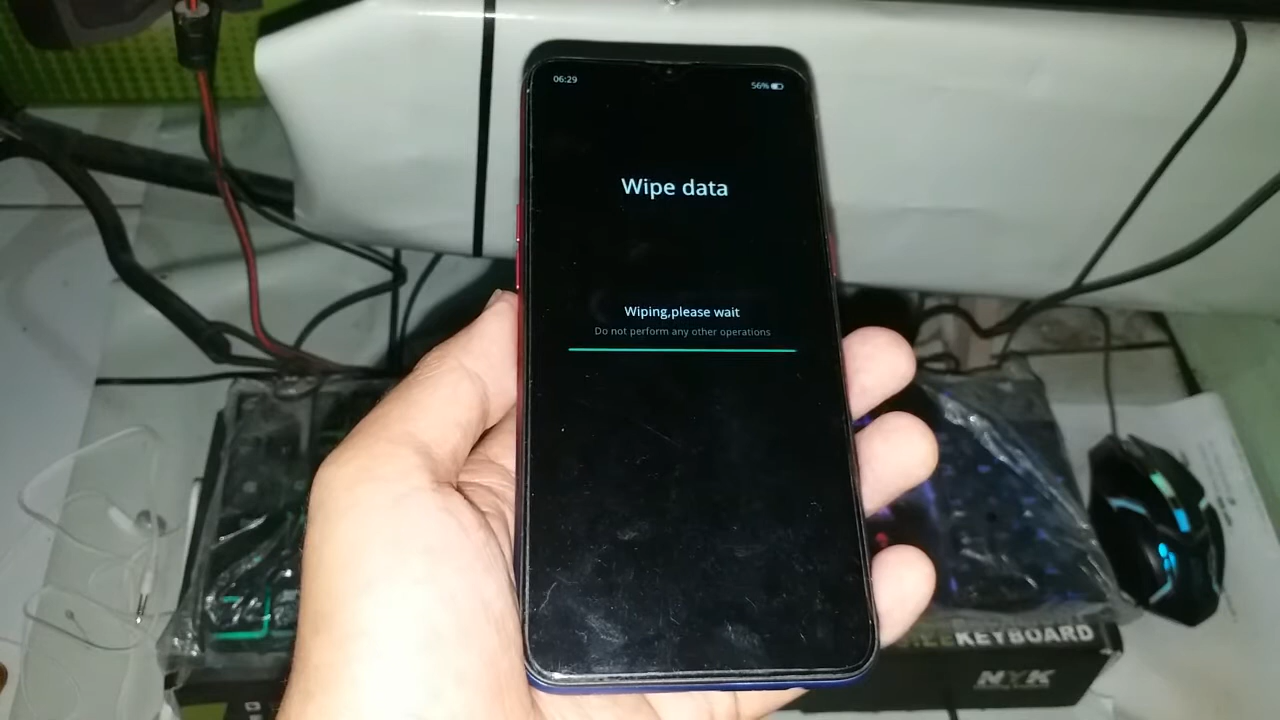 06:29
56%
Wipe data
Wiping,please wait
Do not perform any other operations
KEYBOARD
NYK